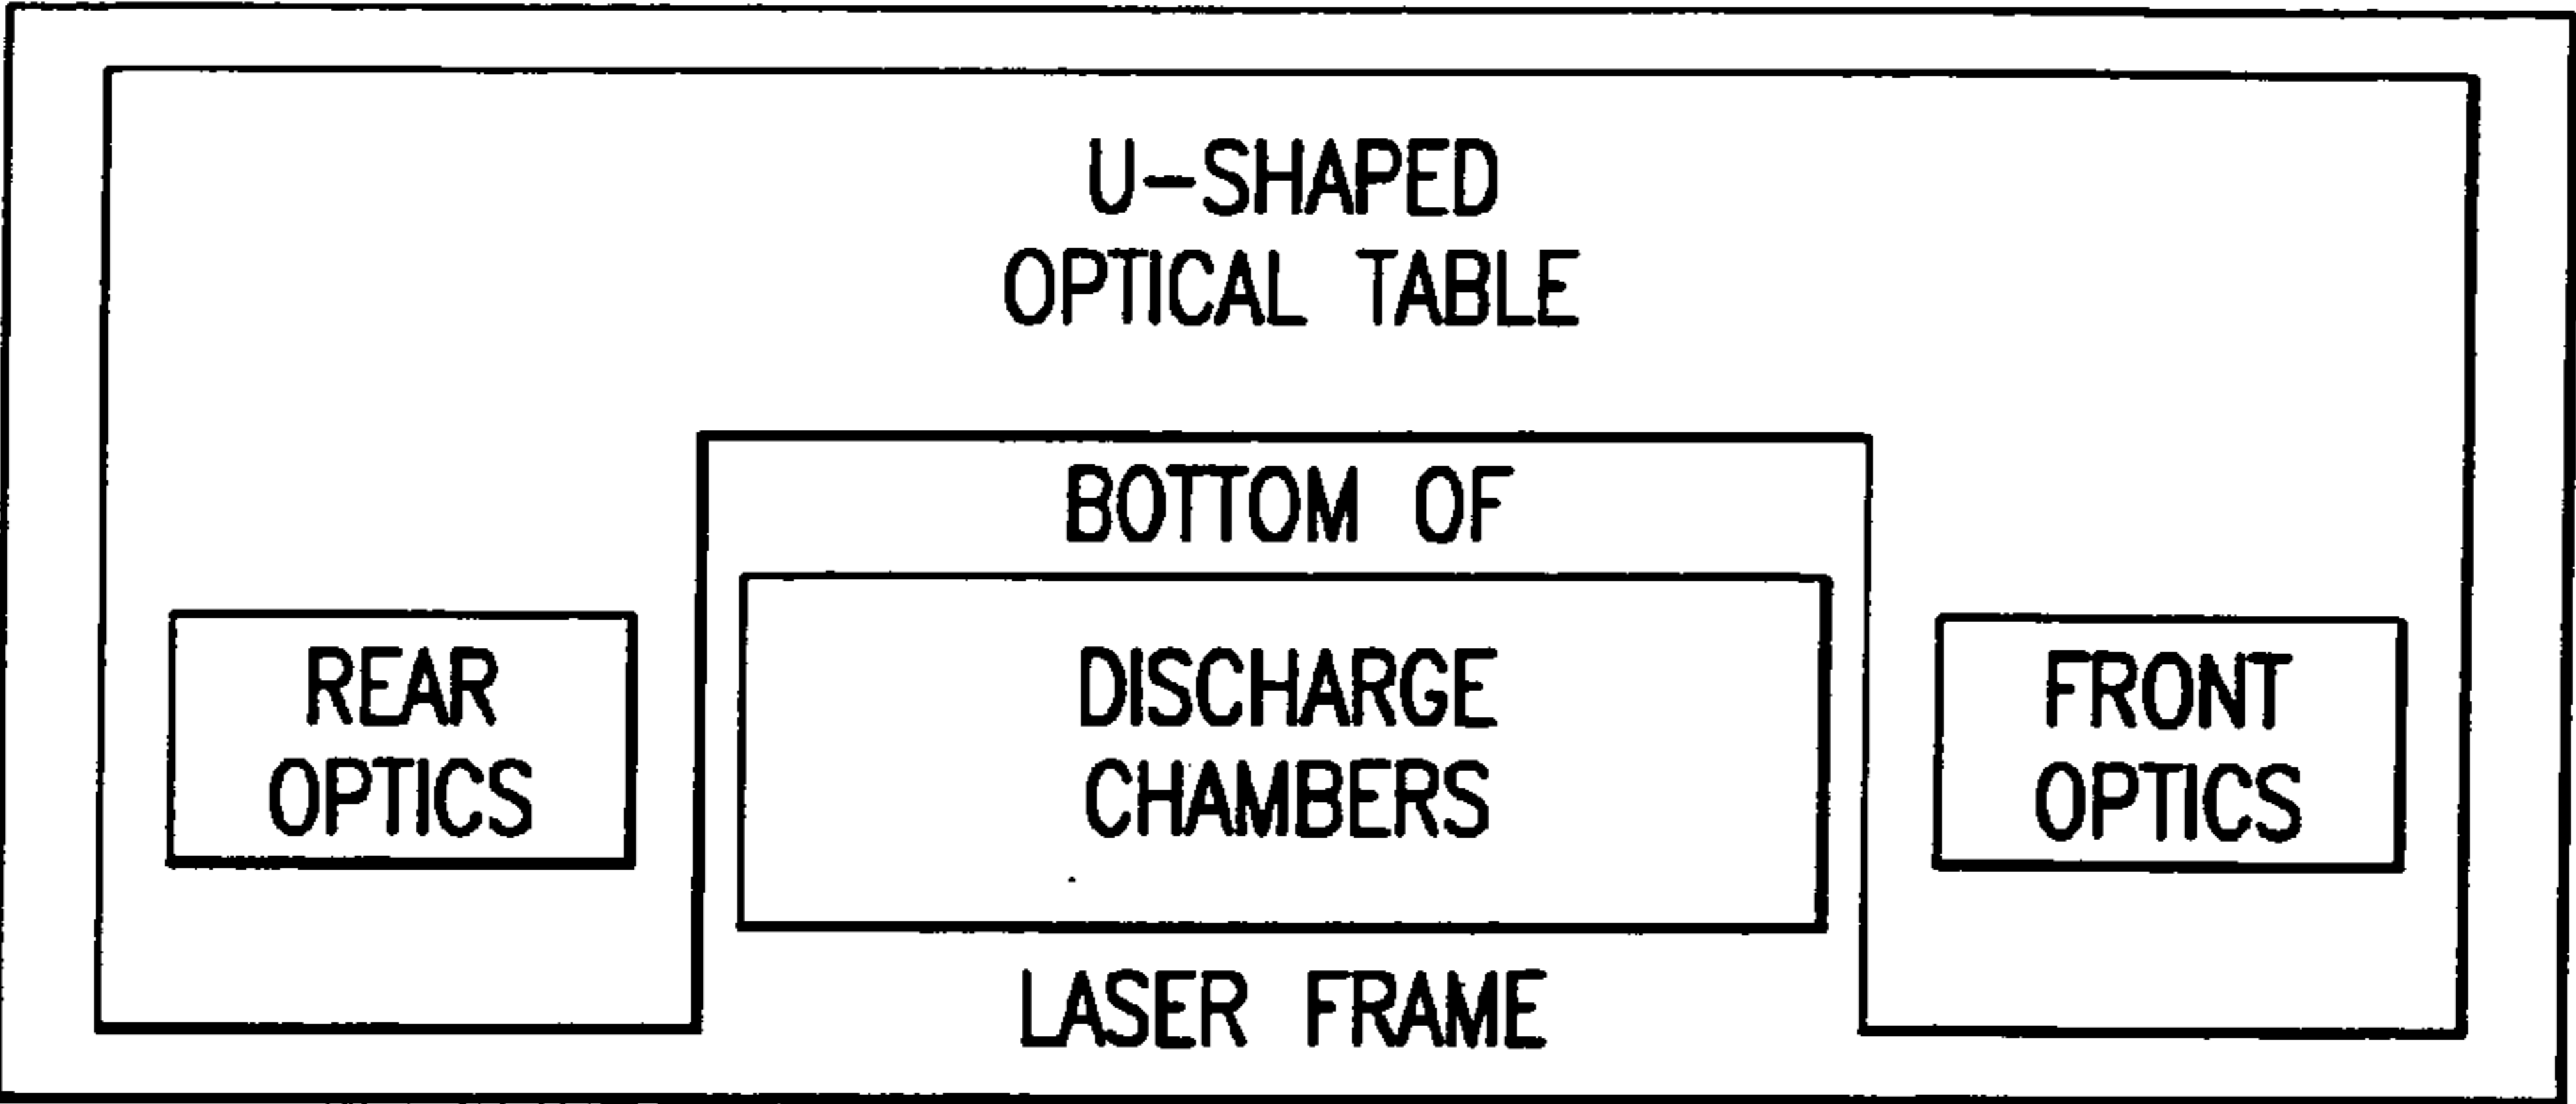 U-SHAPED
OPTICAL TABLE
BOTTOM OF
REAR
OPTICS
DISCHARGE
CHAMBERS
FRONT
OPTICS
LASER FRAME